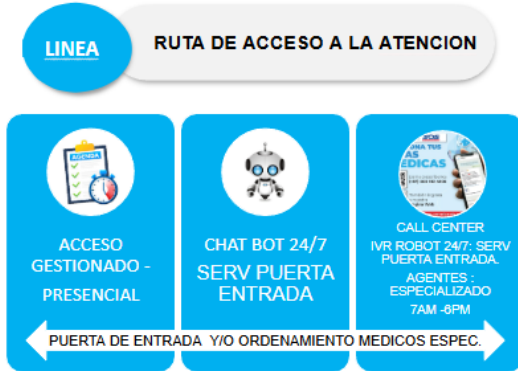 LINEA
RUTA DE ACCESO A LA ATENCION
AGENDA
ACCESO
GESTIONADO -
PRESENCIAL
CHAT BOT 24/7
SERV PUERTA
ENTRADA
CALL CENTER
IVR ROBOT 24/7: SERV
PUERTA ENTRADA.
AGENTES :
ESPECIALIZADO
7AM -6PM
PUERTA DE ENTRADA Y/O ORDENAMIENTO MEDICOS ESPEC.